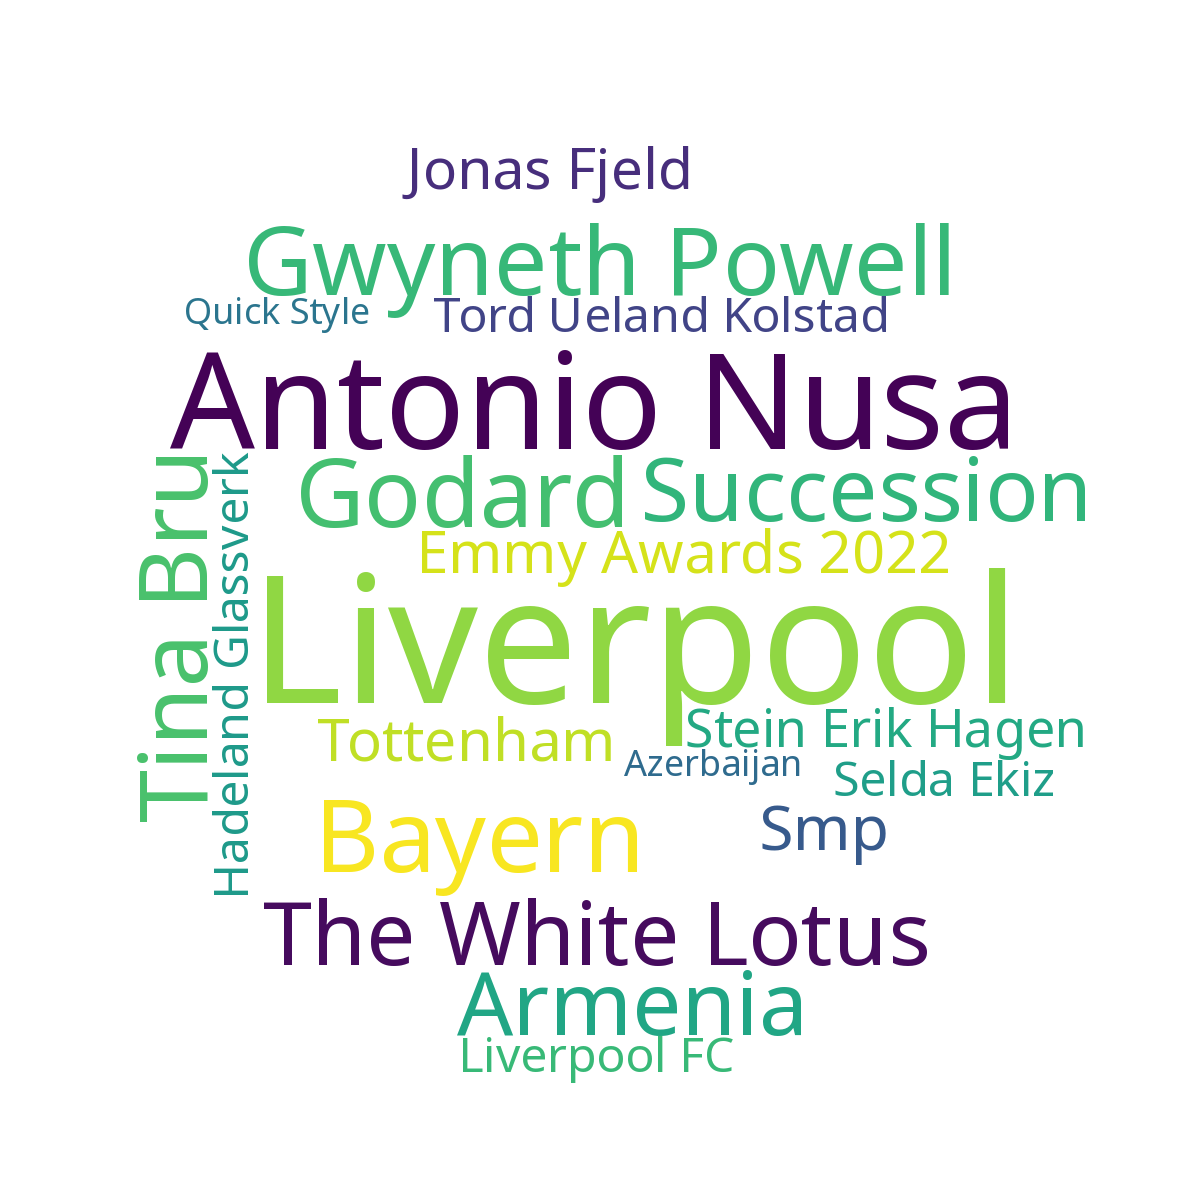 Jonas Fjeld
Gwyneth Powell
Quick Style
Tord Ueland Kolstad
Antonio Nusa
Tina Bru
Hadeland Glassverk
Godard
Succession
Emmy Awards 2022
Liverpool
Tottenham
Stein Erik Hagen
Azerbaijan
Selda Ekiz
Bayern
Smp
The White Lotus
Armenia
Liverpool FC